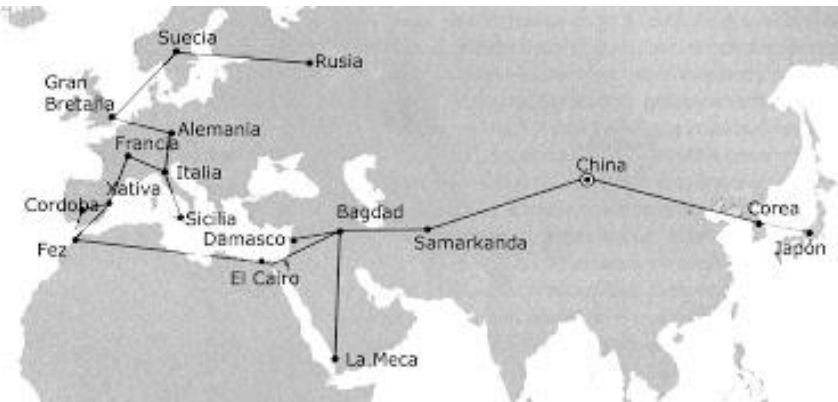 Suecia
Rusia
Gran
Bretaña
Alemania
Francia
Italia
China
Xativa
Cordoba
Sicilia
Bagdad
Corea
Fez
Damasco
Samarkanda
Japón
El Cairo
La Meca